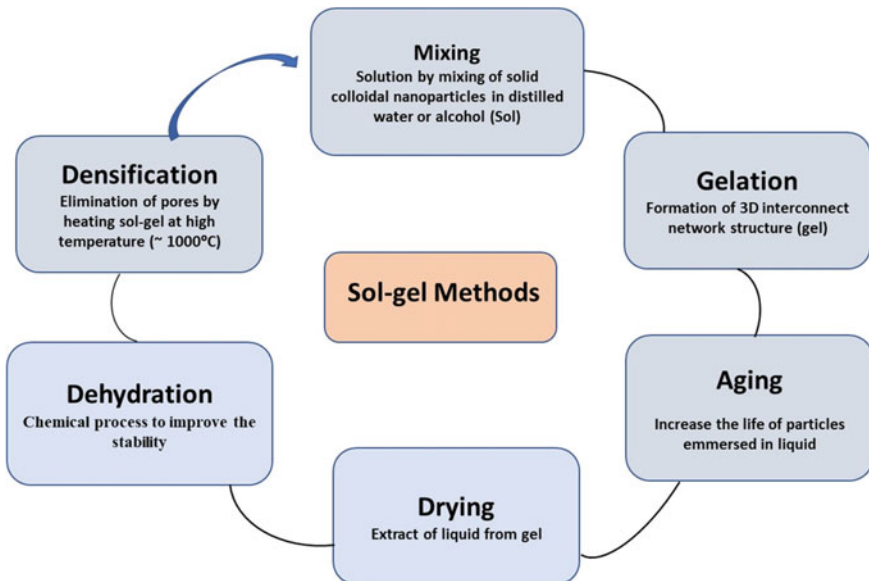 Mixing
Solution by mixing of solid
colloidal nanoparticles in distilled
water or alcohol (Sol)
Gelation
Formation of 3D interconnect
network structure (gel)
Aging
Increase the life of particles
emmersed in liquid
Drying
Extract of liquid from gel
Dehydration
Chemical process to improve the
stability
Densification
Elimination of pores by
heating sol-gel at high
temperature (~ 1000ºC)
Sol-gel Methods